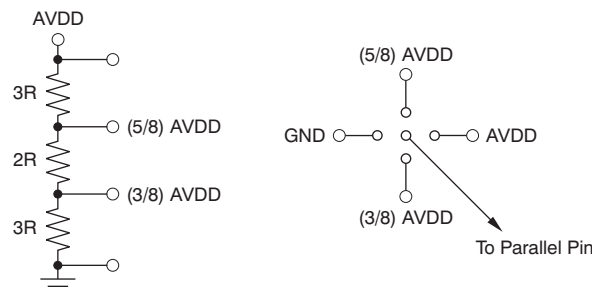 AVDD
3R
(5/8) AVDD
2R
(3/8) AVDD
3R
(5/8) AVDD
GND
AVDD
(3/8) AVDD
To Parallel Pin